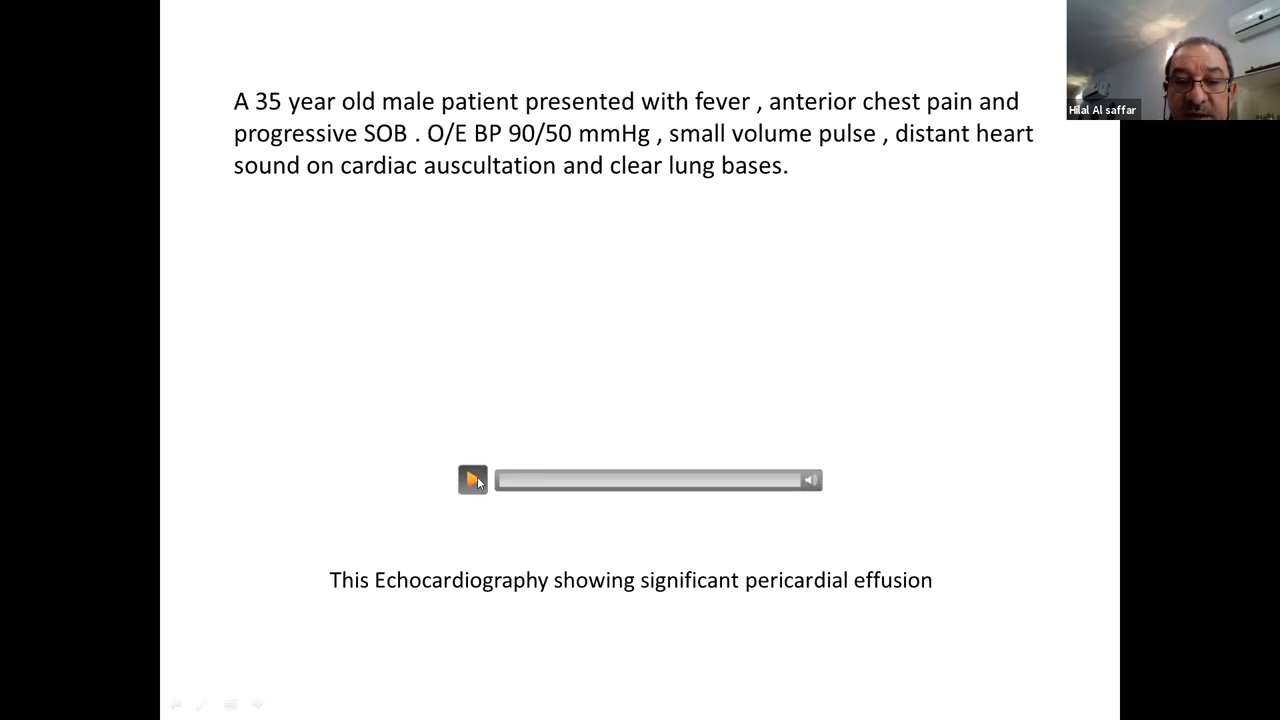 A 35 year old male patient presented with fever , anterior chest pain and
progressive SOB . O/E BP 90/50 mmHg , small volume pulse , distant heart
sound on cardiac auscultation and clear lung bases.
Hilal Al saffar
This Echocardiography showing significant pericardial effusion